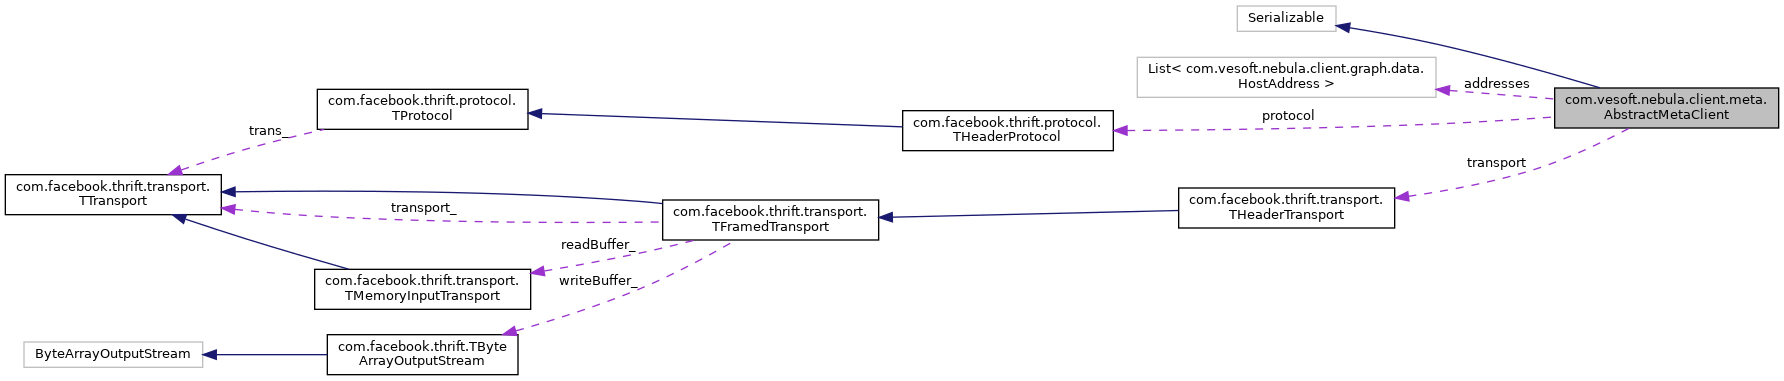 Serializable
List< com.vesoft.nebula.client.graph.data.
HostAddress >
addresses
com.vesoft.nebula.client.meta.
AbstractMetaClient
com.facebook.thrift.protocol.
TProtocol
com.facebook.thrift.protocol.
THeaderProtocol
protocol
trans_
transport
com.facebook.thrift.transport.
TTransport
transport_
com.facebook.thrift.transport.
TFramedTransport
com.facebook.thrift.transport.
THeaderTransport
readBuffer_
com.facebook.thrift.transport.
TMemoryInputTransport
writeBuffer_
ByteArrayOutputStream
com.facebook.thrift.TByte
ArrayOutputStream